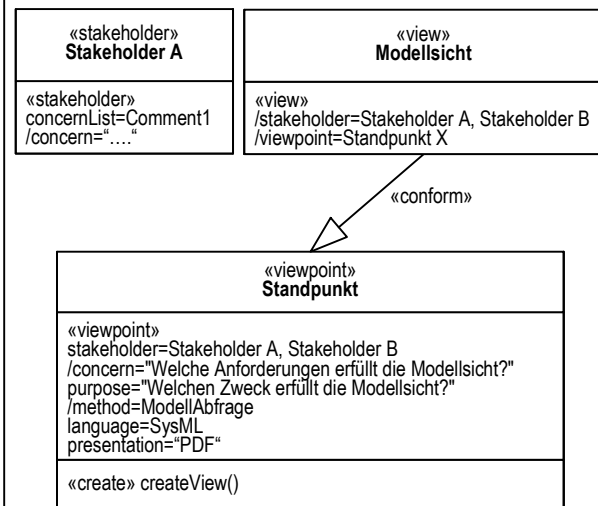 «stakeholder»
Stakeholder A
«stakeholder»
concernList=Comment1
/concern=“....“
«view»
Modellsicht
«view»
/stakeholder=Stakeholder A, Stakeholder B
/viewpoint=Standpunkt X
«conform»
«viewpoint»
Standpunkt
«viewpoint»
stakeholder=Stakeholder A, Stakeholder B
/concern="Welche Anforderungen erfüllt die Modellsicht?"
purpose="Welchen Zweck erfüllt die Modellsicht?"
/method=ModellAbfrage
language=SysML
presentation=“PDF“
«create» createView()